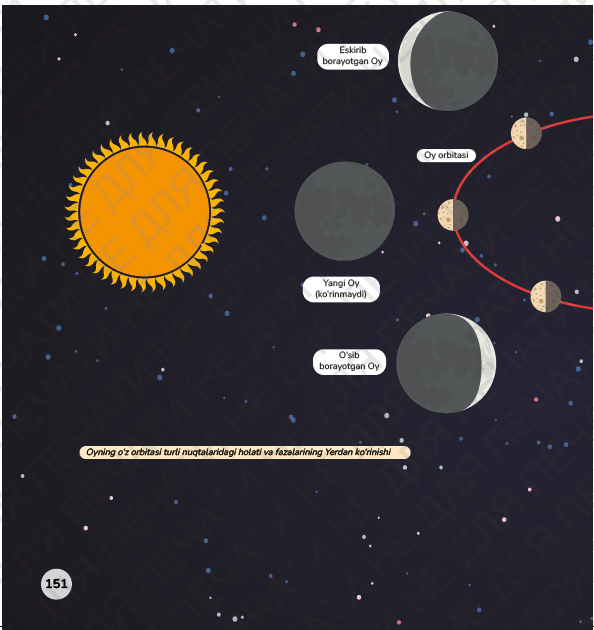 Eskirib
borayotgan Oy
Oy orbitasi
Yangi Oy
(ko'rinmaydi)
O'sib
borayotgan Oy
Oyning o'z orbitasi turli nuqtalaridagi holati va fazalarining Yerdan ko'rinishi
151